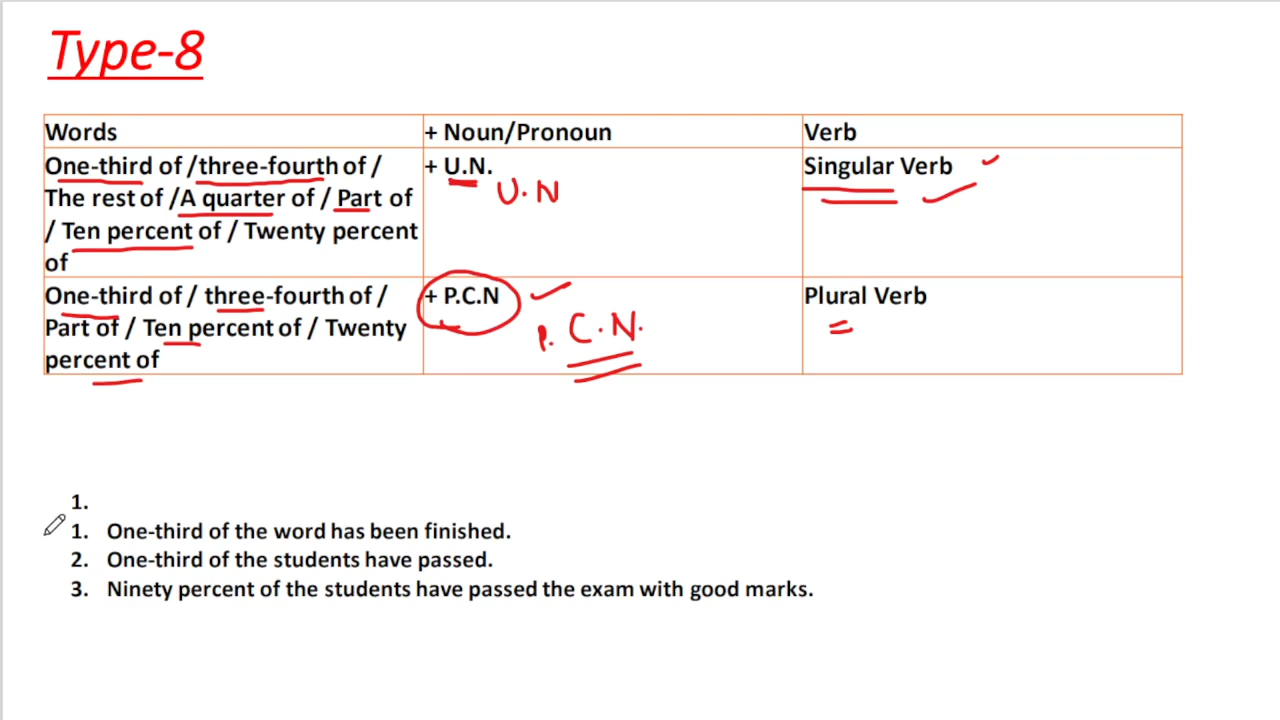 Type-8
Words + Noun/Pronoun Verb
One-third of /three-fourth of / + U.N. Singular Verb
The rest of /A quarter of / Part of U.N
/ Ten percent of / Twenty percent
of
One-third of / three-fourth of / + P.C.N Plural Verb
Part of / Ten percent of / Twenty P. C.N.
percent of
1.
1. One-third of the word has been finished.
2. One-third of the students have passed.
3. Ninety percent of the students have passed the exam with good marks.